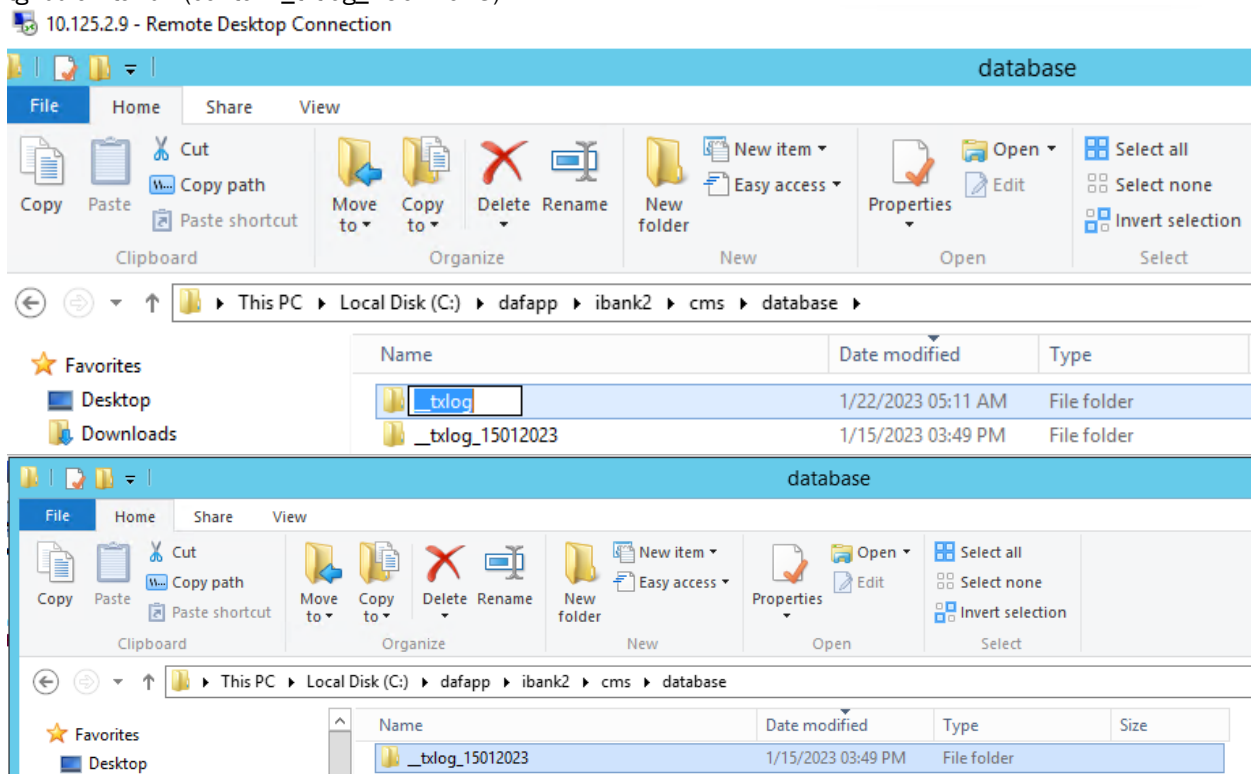 10.125.2.9 - Remote Desktop Connection
database
File Home Share View
Copy Paste Cut Copy path Paste shortcut Move to Copy to Delete Rename New folder New item Easy access Properties Open Edit Select all Select none Invert selection
Clipboard Organize New Open Select
This PC Local Disk (C:) dafapp ibank2 cms database
Favorites Name Date modified Type
Desktop __txlog 1/22/2023 05:11 AM File folder
Downloads __txlog_15012023 1/15/2023 03:49 PM File folder
database
File Home Share View
Copy Paste Cut Copy path Paste shortcut Move to Copy to Delete Rename New folder New item Easy access Properties Open Edit Select all Select none Invert selection
Clipboard Organize New Open Select
This PC Local Disk (C:) dafapp ibank2 cms database
Favorites Name Date modified Type Size
Desktop __txlog_15012023 1/15/2023 03:49 PM File folder